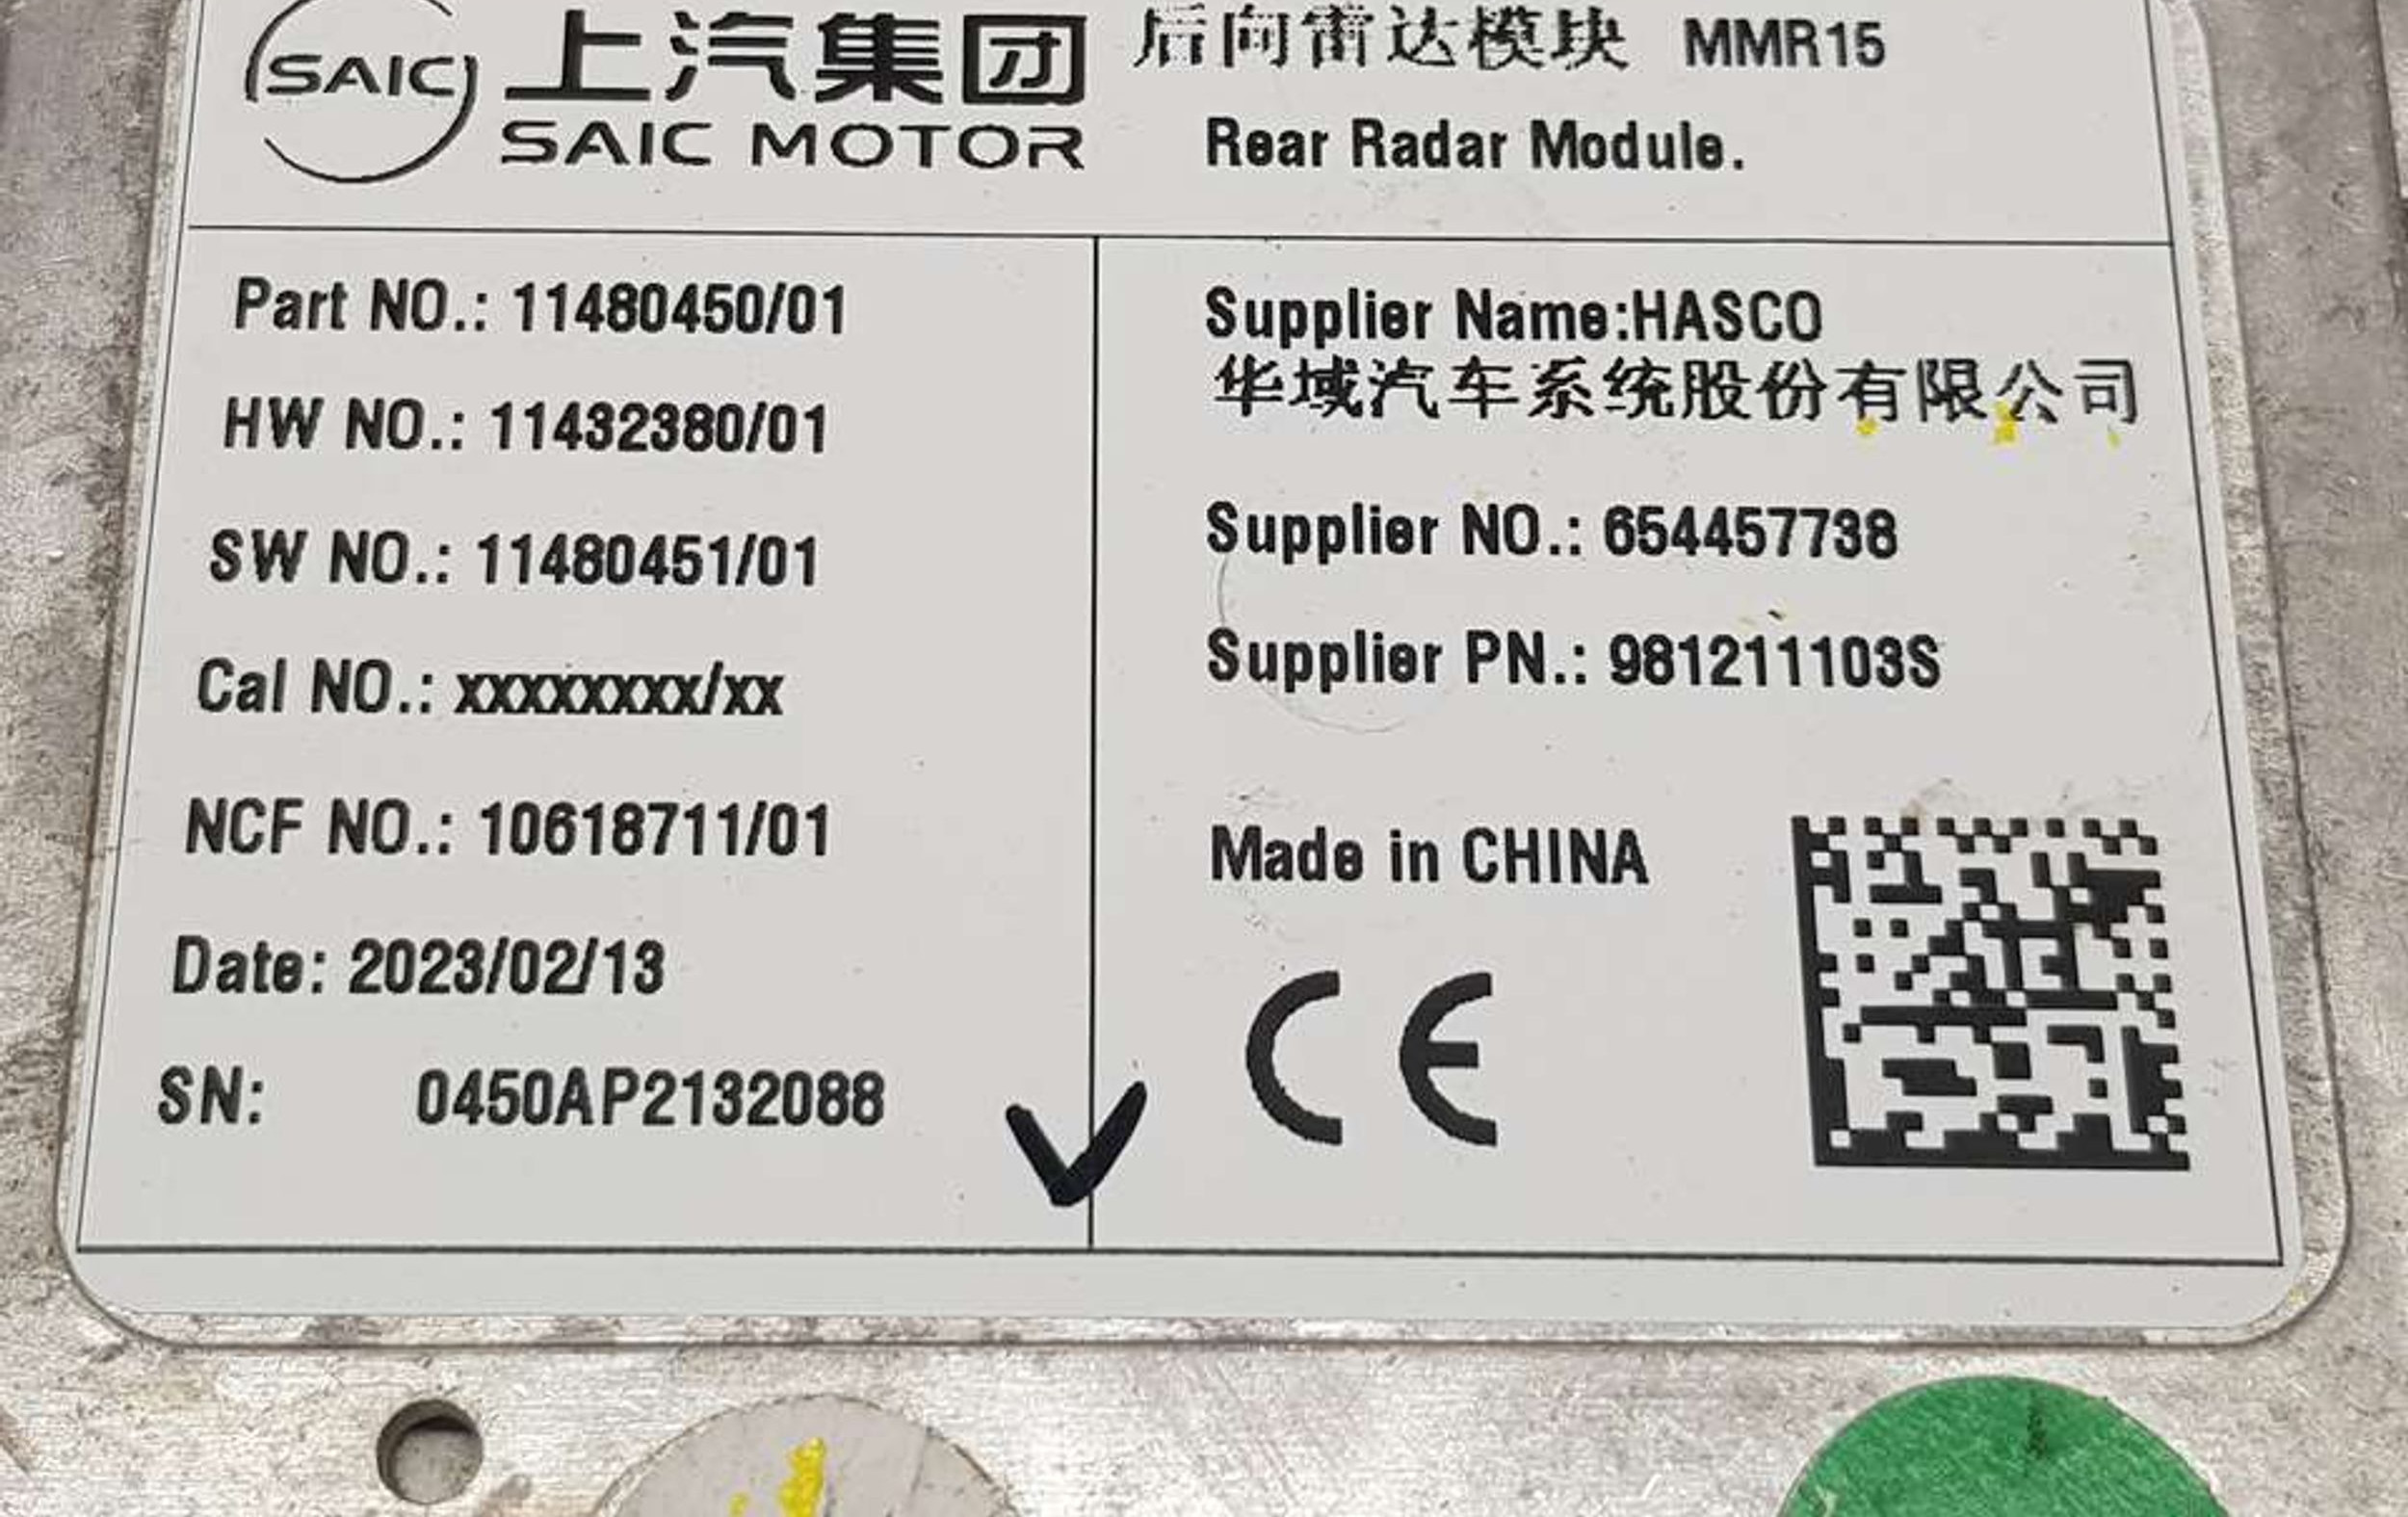 SAIC 上汽集团 后向雷达模块 MMR15
SAIC MOTOR Rear Radar Module.
Part NO.: 11480450/01
HW NO.: 11432380/01
SW NO.: 11480451/01
Cal NO.: xxxxxxxx/xx
NCF NO.: 10618711/01
Date: 2023/02/13
SN: 0450AP2132088
Supplier Name:HASCO
华域汽车系统股份有限公司
Supplier NO.: 654457738
Supplier PN.: 981211103S
Made in CHINA
CE